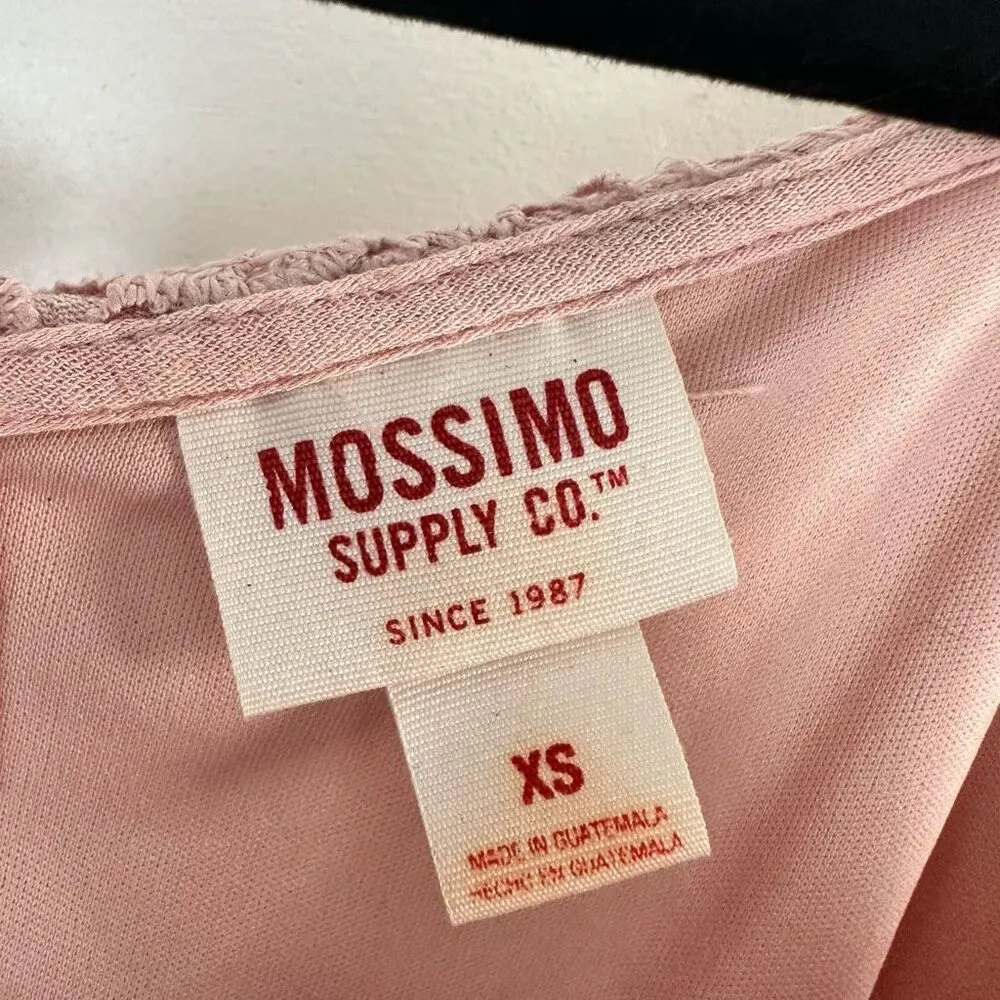 MOSSIMO
SUPPLY CO.™
SINCE 1987
XS
MADE IN GUATEMALA
HECHO EN GUATEMALA